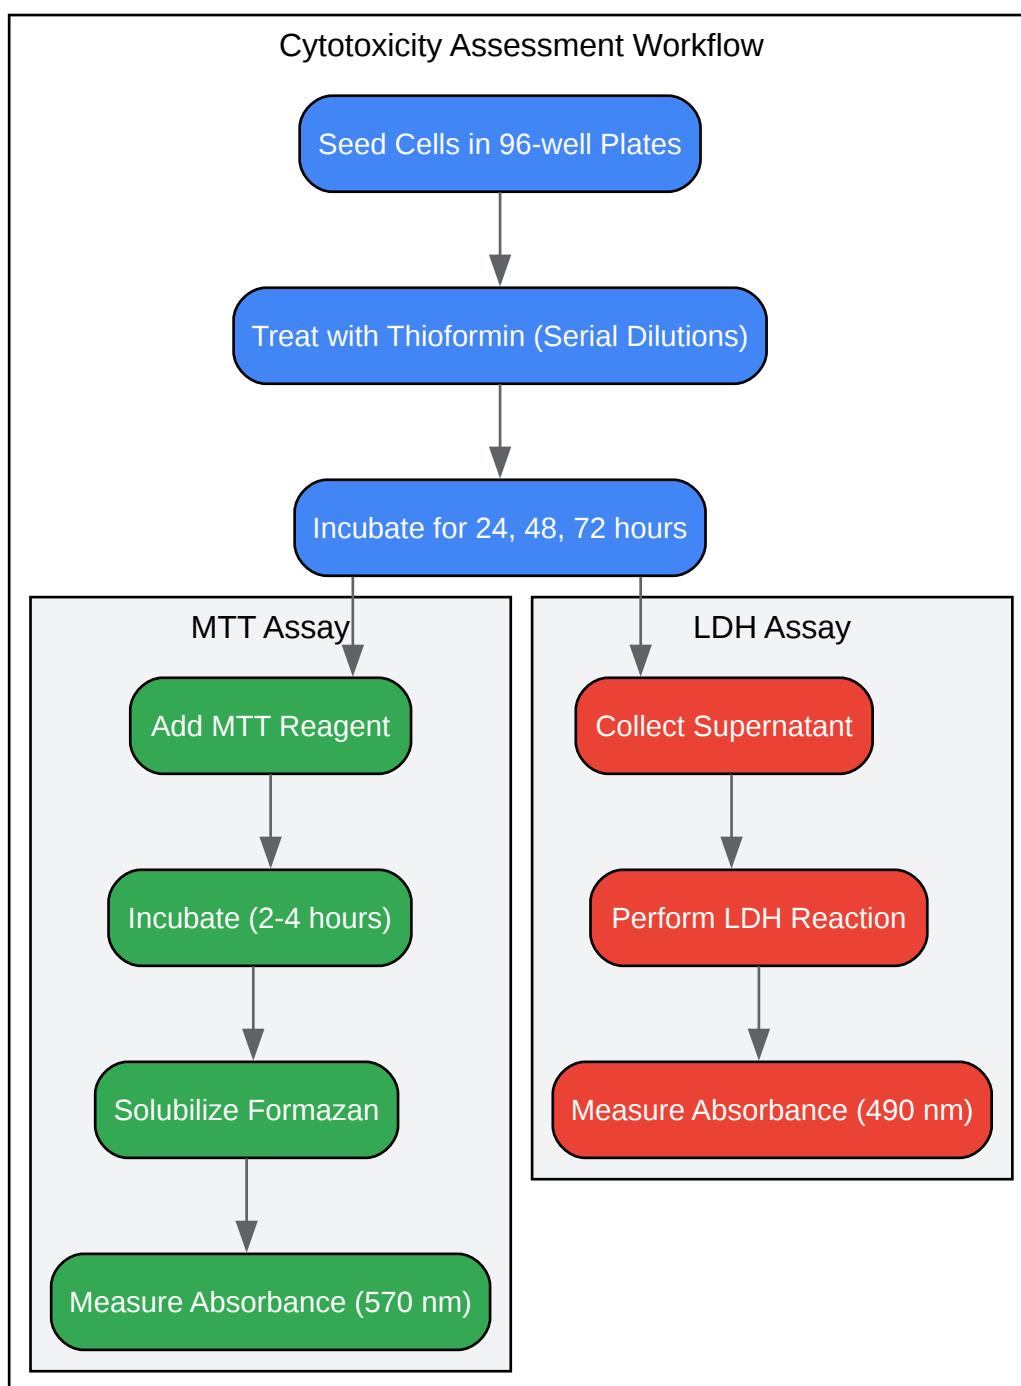 Cytotoxicity Assessment Workflow
Seed Cells in 96-well Plates
Treat with Thioformin (Serial Dilutions)
Incubate for 24, 48, 72 hours
MTT Assay
Add MTT Reagent
Incubate (2-4 hours)
Solubilize Formazan
Measure Absorbance (570 nm)
LDH Assay
Collect Supernatant
Perform LDH Reaction
Measure Absorbance (490 nm)